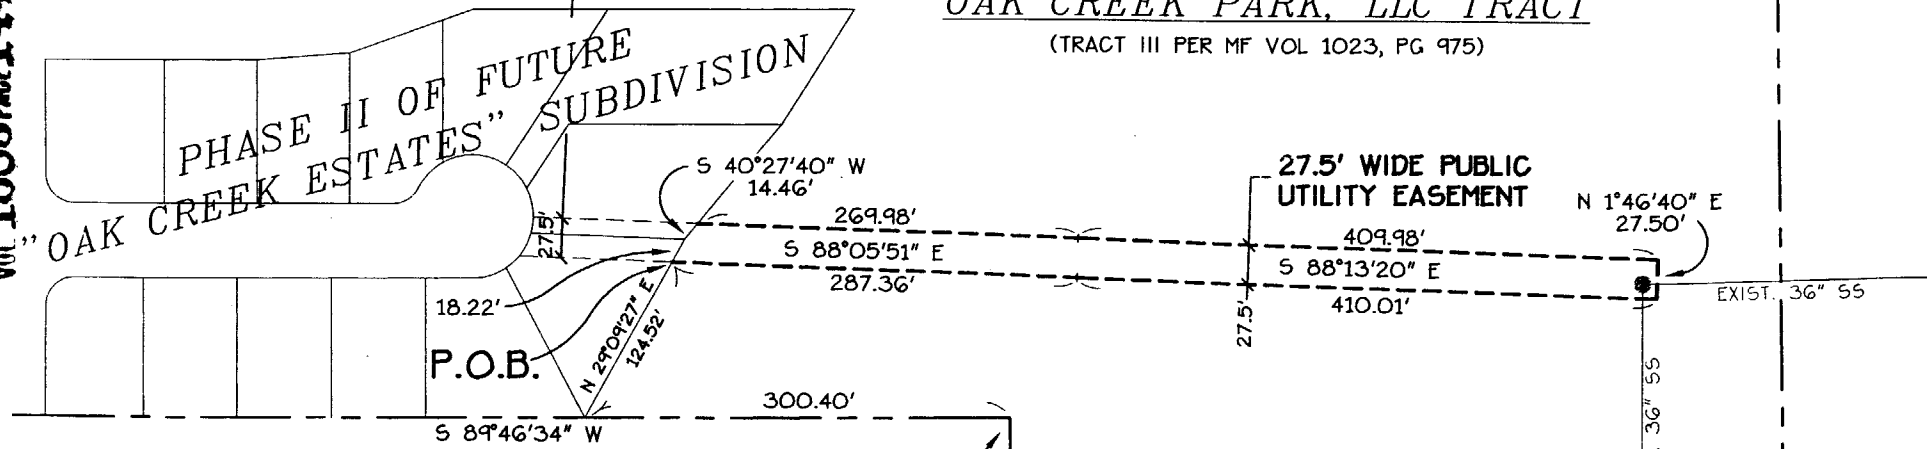 OAK CREEK PARK, LLC TRACT
(TRACT III PER MF VOL 1023, PG 975)
PHASE II OF FUTURE
"OAK CREEK ESTATES" SUBDIVISION
S 40°27'40" W
14.46'
27.5' WIDE PUBLIC
UTILITY EASEMENT
N 1°46'40" E
27.50'
27.5'
269.98'
409.98'
S 88°05'51" E
S 88°13'20" E
287.36'
410.01'
EXIST. 36" SS
18.22'
27.5'
P.O.B.
N 29°09'27" E
124.52'
36" SS
300.40'
S 89°46'34" W